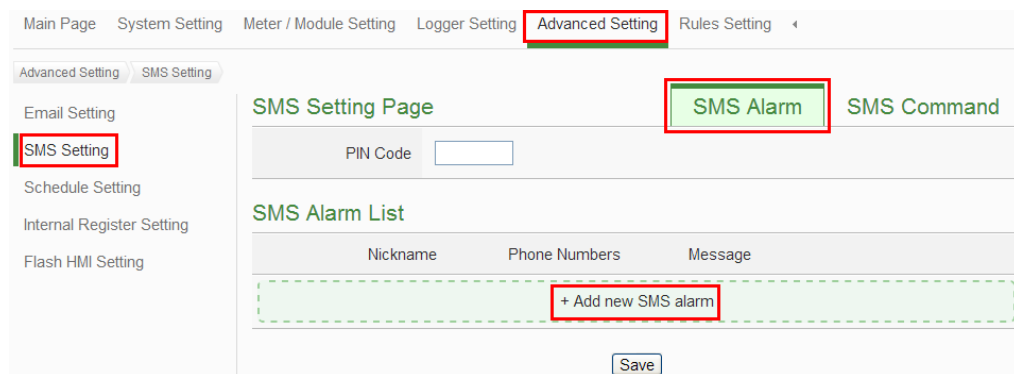 Main Page System Setting Meter / Module Setting Logger Setting Advanced Setting Rules Setting
Advanced Setting SMS Setting
Email Setting
SMS Setting
Schedule Setting
Internal Register Setting
Flash HMI Setting
SMS Setting Page SMS Alarm SMS Command
PIN Code
SMS Alarm List
Nickname Phone Numbers Message
+ Add new SMS alarm
Save